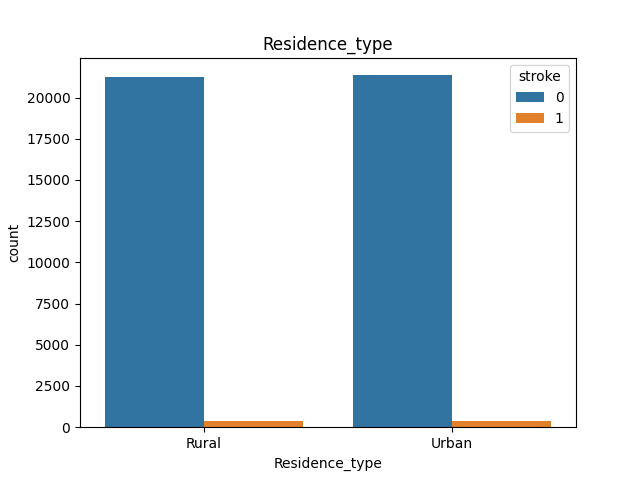 Residence_type
stroke
0
1
20000
17500
15000
12500
10000
7500
5000
2500
0
count
Rural
Urban
Residence_type